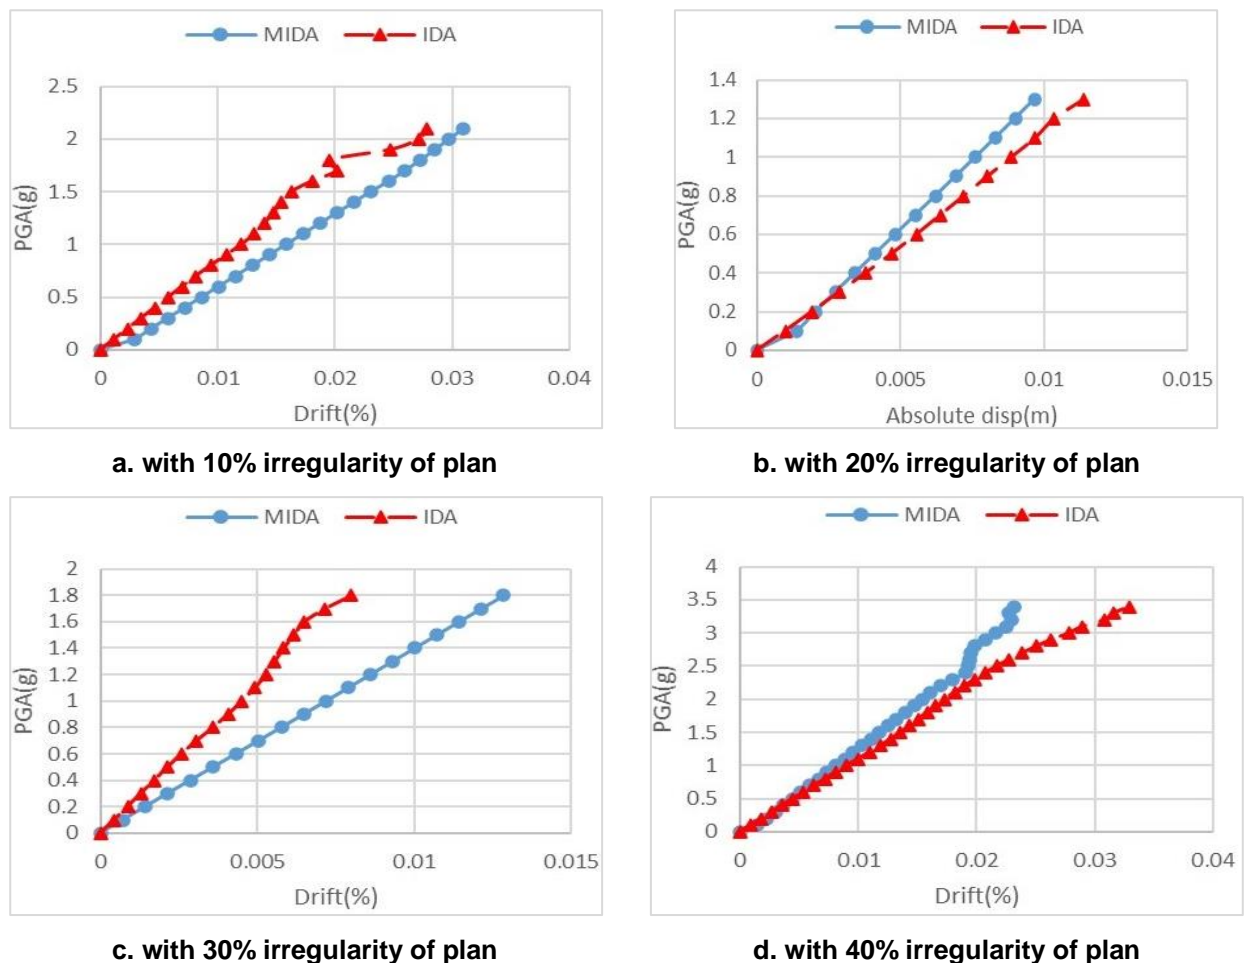 MIDA IDA
2.5
2
1.5
1
0.5
0
PGA(g)
0 0.01 0.02 0.03 0.04
Drift(%)
a. with 10% irregularity of plan
MIDA IDA
1.4
1.2
1
0.8
0.6
0.4
0.2
0
PGA(g)
0 0.005 0.01 0.015
Absolute disp(m)
b. with 20% irregularity of plan
MIDA IDA
2
1.8
1.6
1.4
1.2
1
0.8
0.6
0.4
0.2
0
PGA(g)
0 0.005 0.01 0.015
Drift(%)
c. with 30% irregularity of plan
MIDA IDA
4
3.5
3
2.5
2
1.5
1
0.5
0
PGA(g)
0 0.01 0.02 0.03 0.04
Drift(%)
d. with 40% irregularity of plan